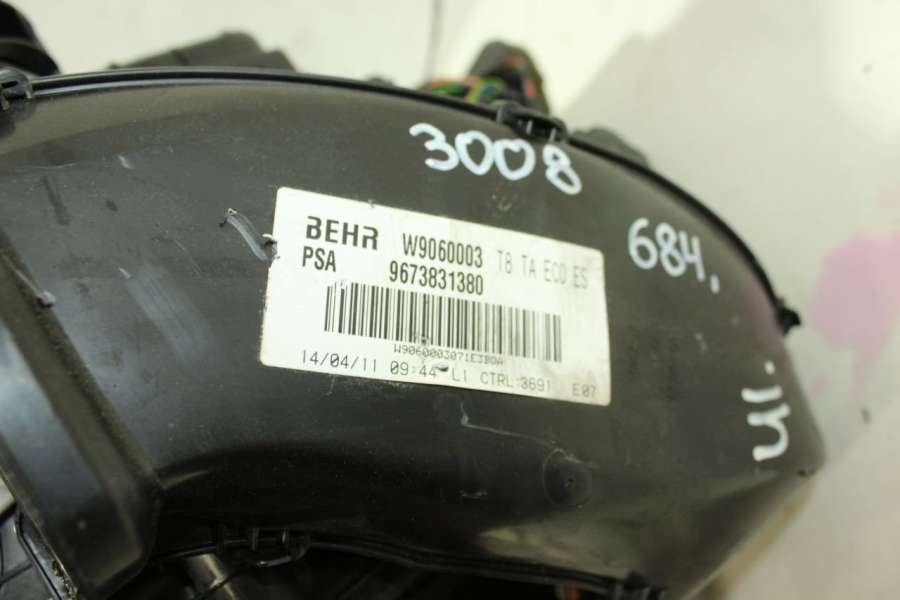 3008
684.
BEHR W9060003 T8 TA ECO ES
PSA 9673831380
W9060003071E3B0A
14/04/11 09:44 L1 CTRL:3691 E07